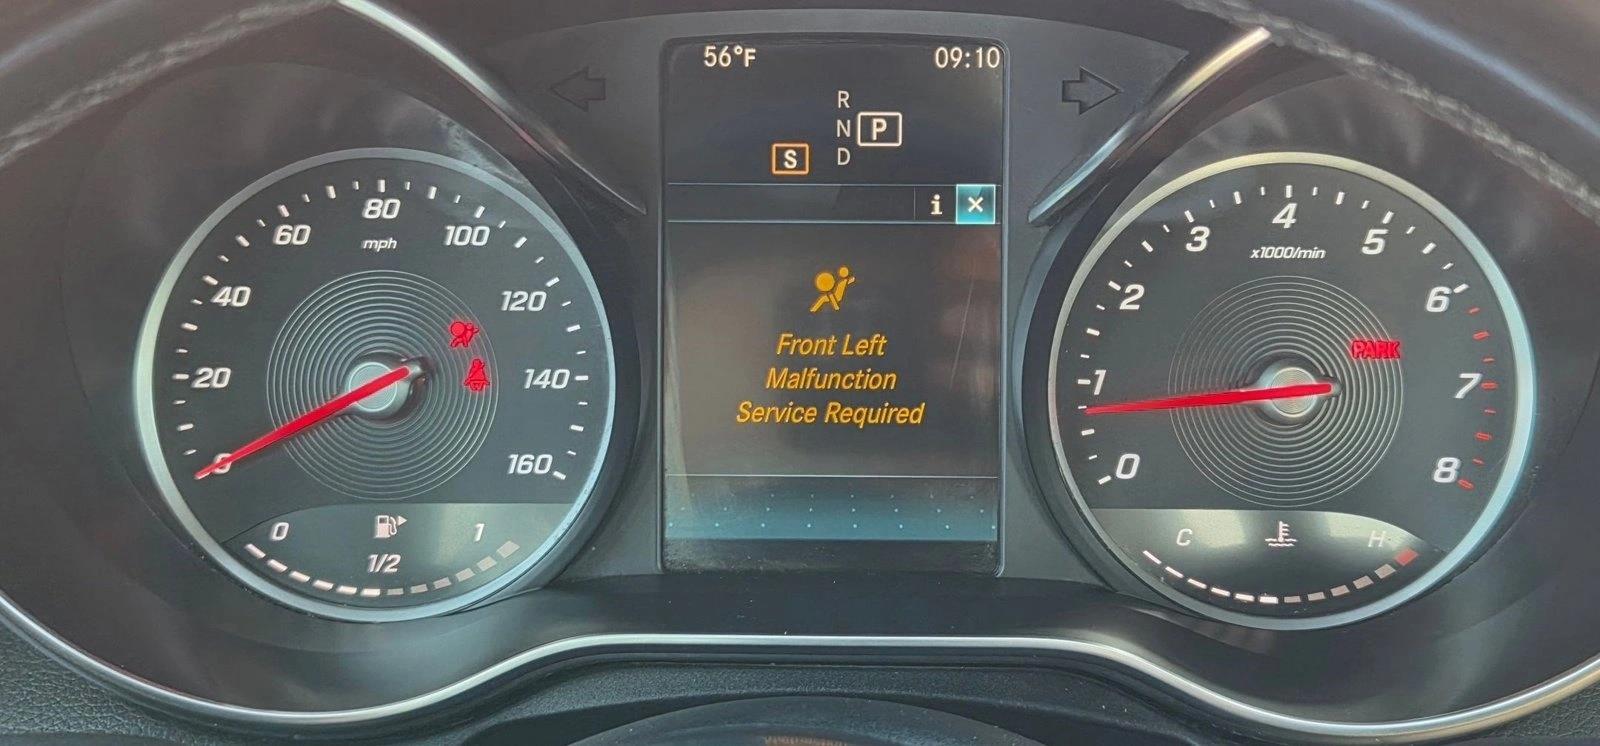 56°F 09:10
R
N P
S D
i ×
Front Left
Malfunction
Service Required
80
60 100
mph
40 120
20 140
0 160
0 1
1/2
4
3 5
x1000/min
2 6
PARK
1 7
0 8
C H